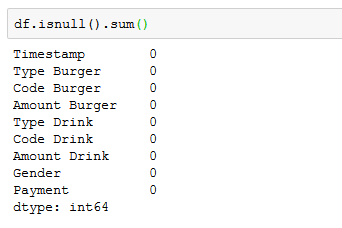 df.isnull().sum()
Timestamp 0
Type Burger 0
Code Burger 0
Amount Burger 0
Type Drink 0
Code Drink 0
Amount Drink 0
Gender 0
Payment 0
dtype: int64